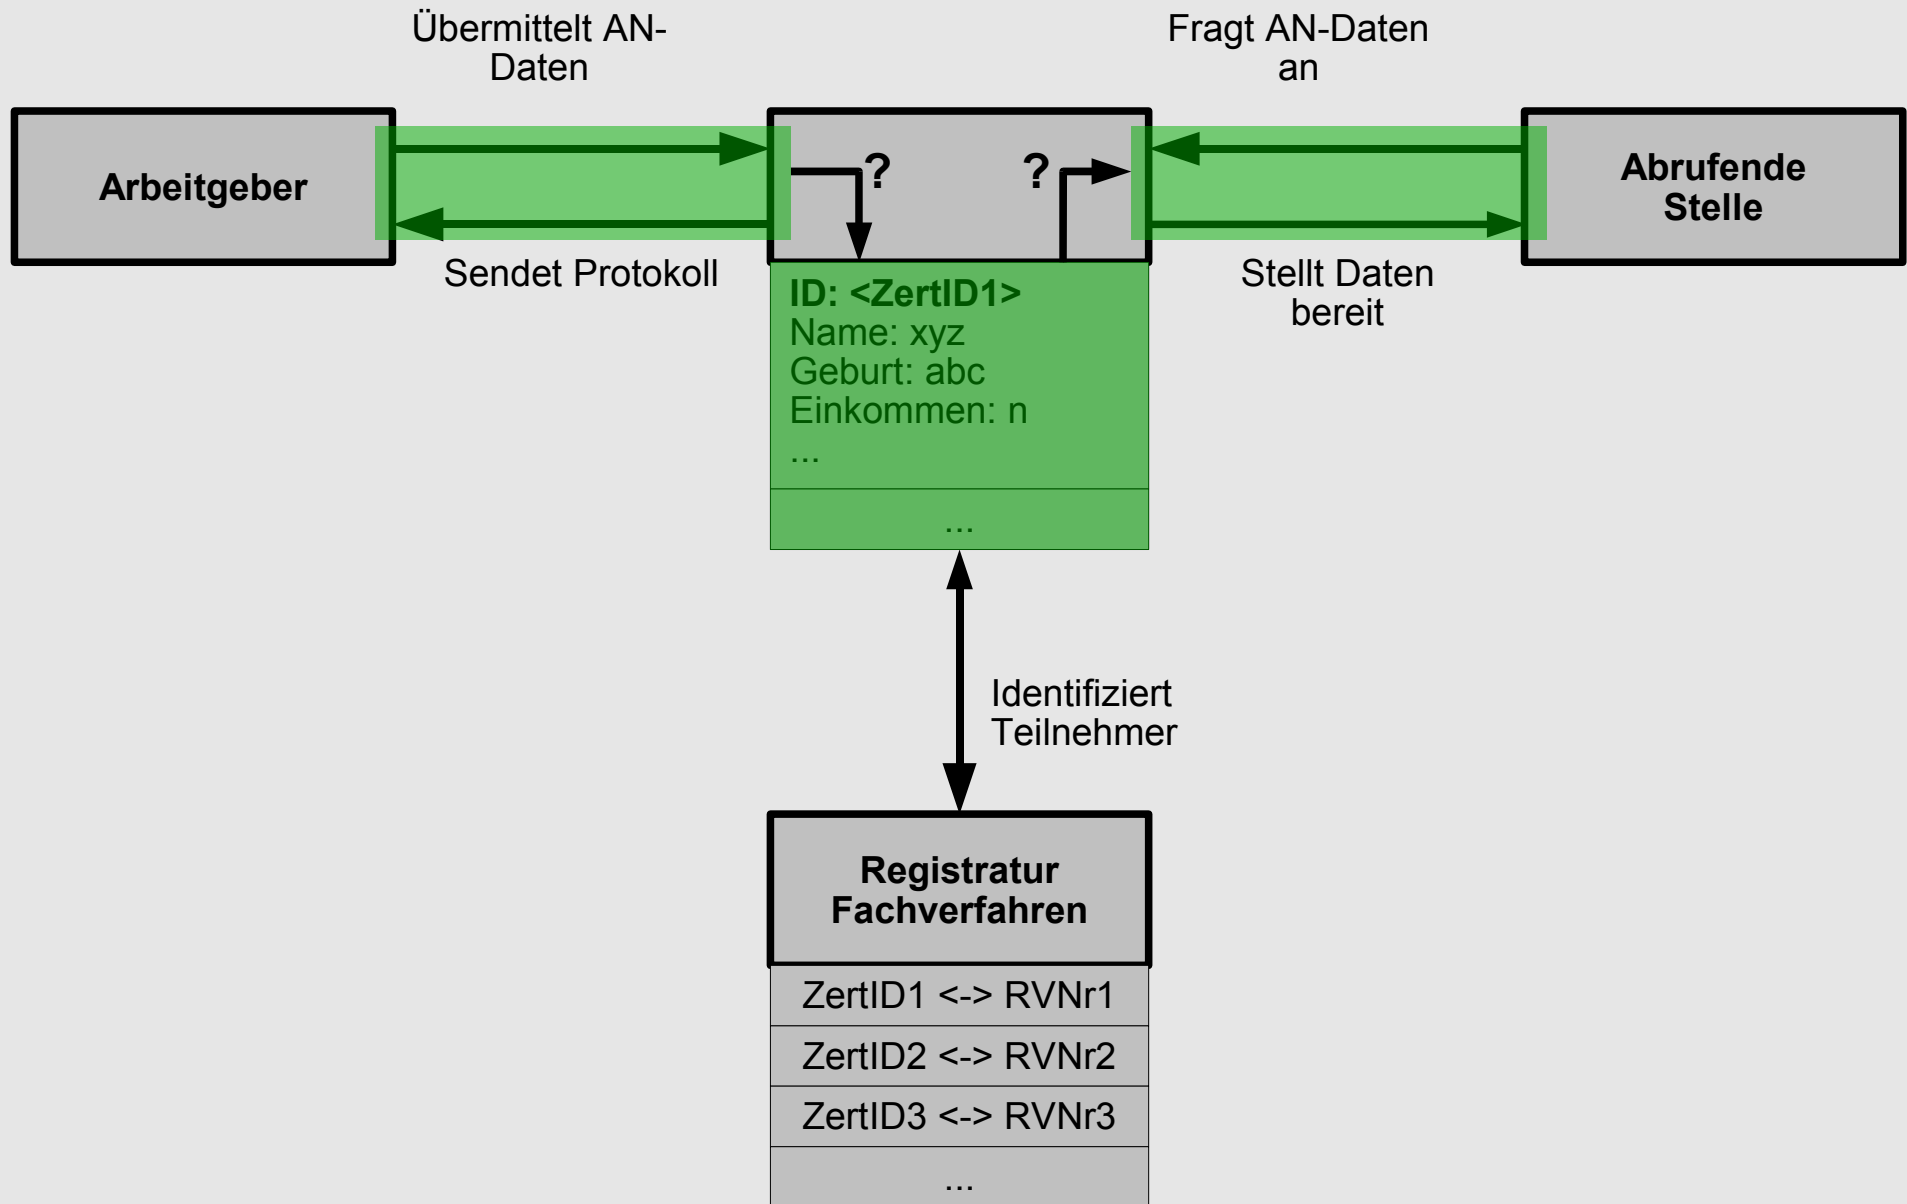 Übermittelt AN-
Daten
Fragt AN-Daten
an
Arbeitgeber
?
?
Abrufende
Stelle
Sendet Protokoll
Stellt Daten
bereit
ID: <ZertID1>
Name: xyz
Geburt: abc
Einkommen: n
...
...
Identifiziert
Teilnehmer
Registratur
Fachverfahren
ZertID1 <-> RVNr1
ZertID2 <-> RVNr2
ZertID3 <-> RVNr3
...